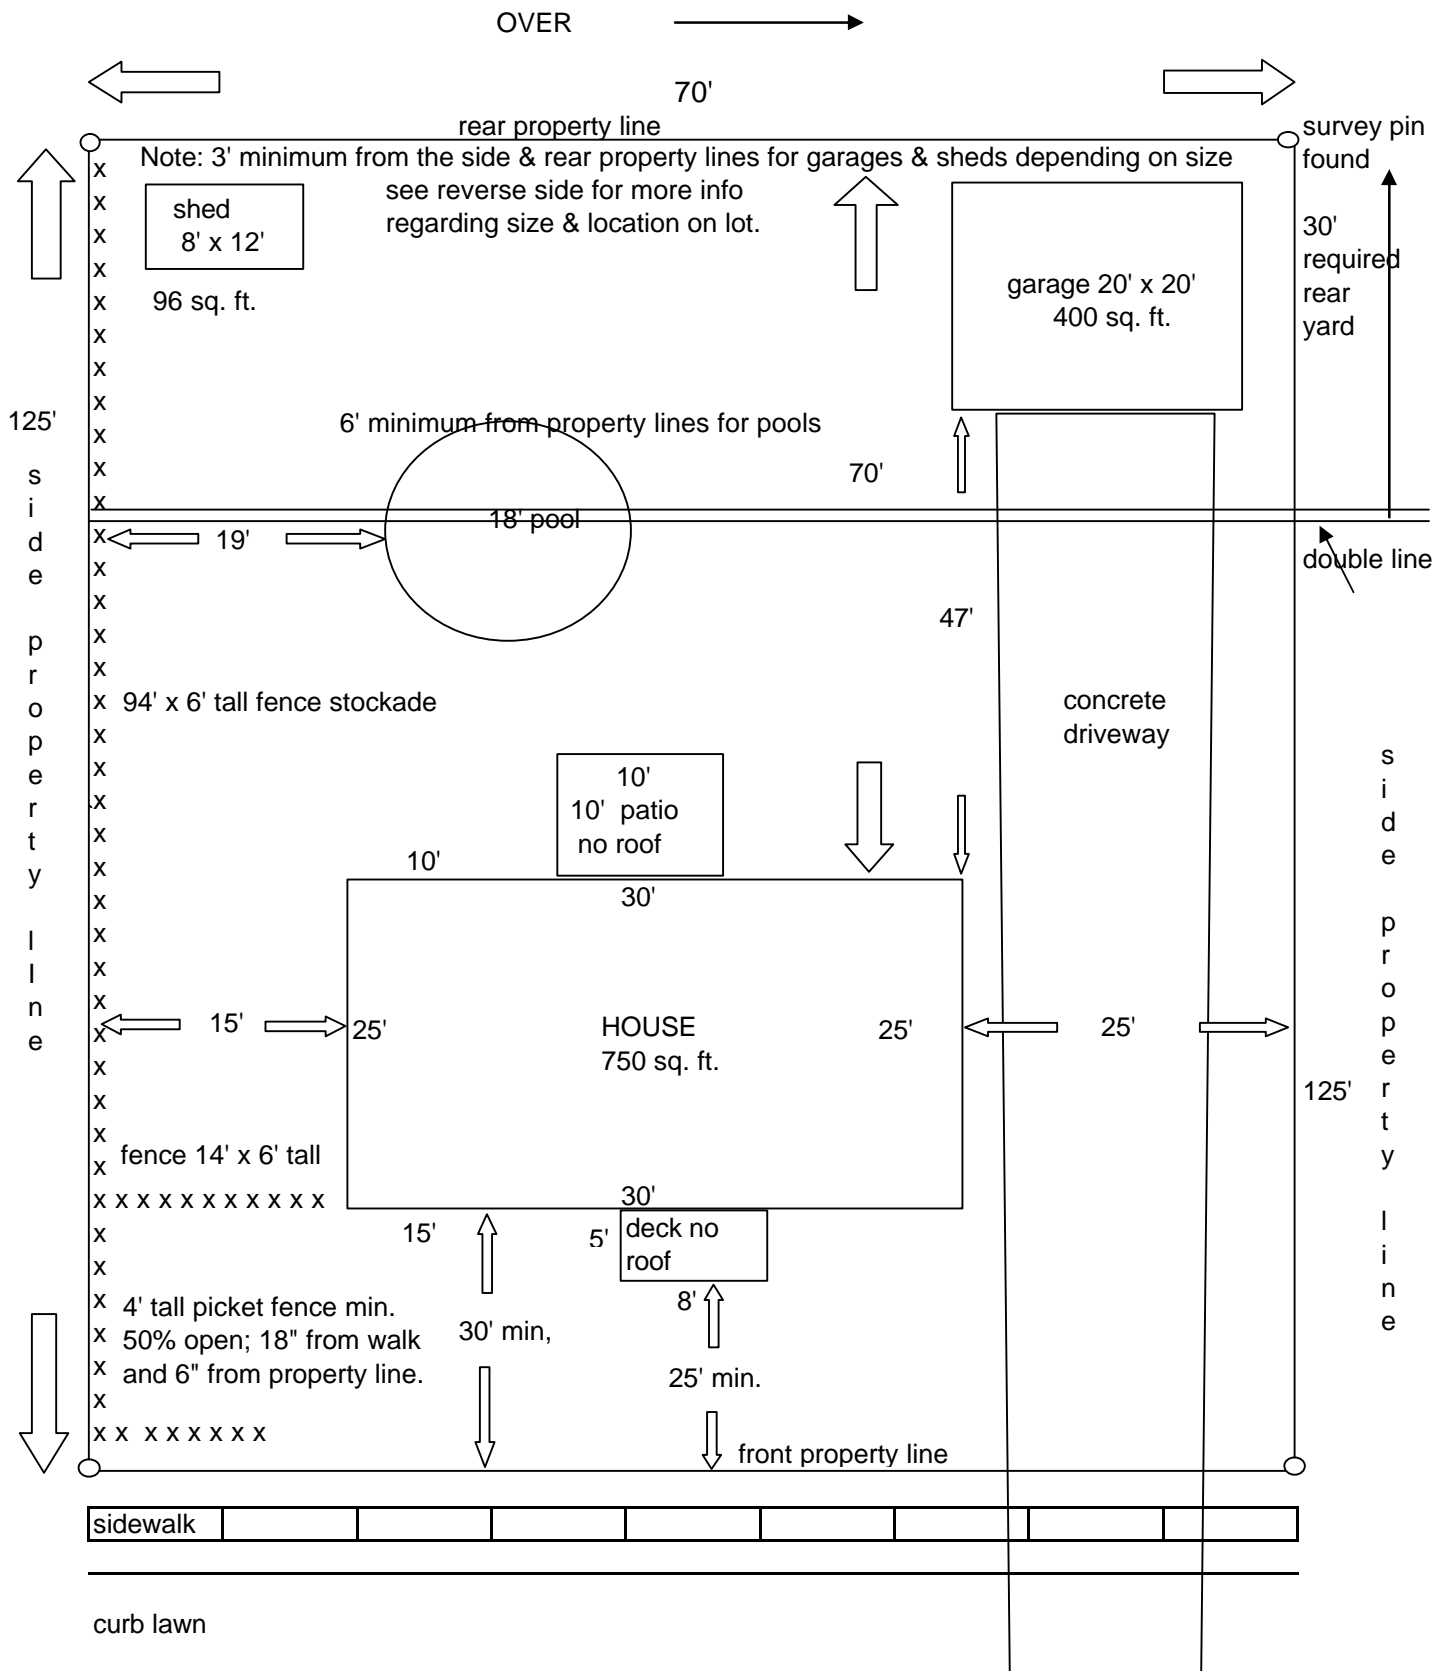 OVER
70'
rear property line
survey pin
found
Note: 3' minimum from the side & rear property lines for garages & sheds depending on size
see reverse side for more info
regarding size & location on lot.
shed
8' x 12'
96 sq. ft.
30'
required
rear
yard
garage 20' x 20'
400 sq. ft.
125'
6' minimum from property lines for pools
70'
18' pool
19'
double line
47'
side property lIne
94' x 6' tall fence stockade
concrete
driveway
10'
10' patio
no roof
10'
30'
side property line
15'
25'
HOUSE
750 sq. ft.
25'
25'
125'
fence 14' x 6' tall
x x x x x x x x x x x
30'
15'
5'
deck no
roof
8'
4' tall picket fence min.
50% open; 18" from walk
and 6" from property line.
30' min,
25' min.
x x x x x x x x
front property line
sidewalk
curb lawn